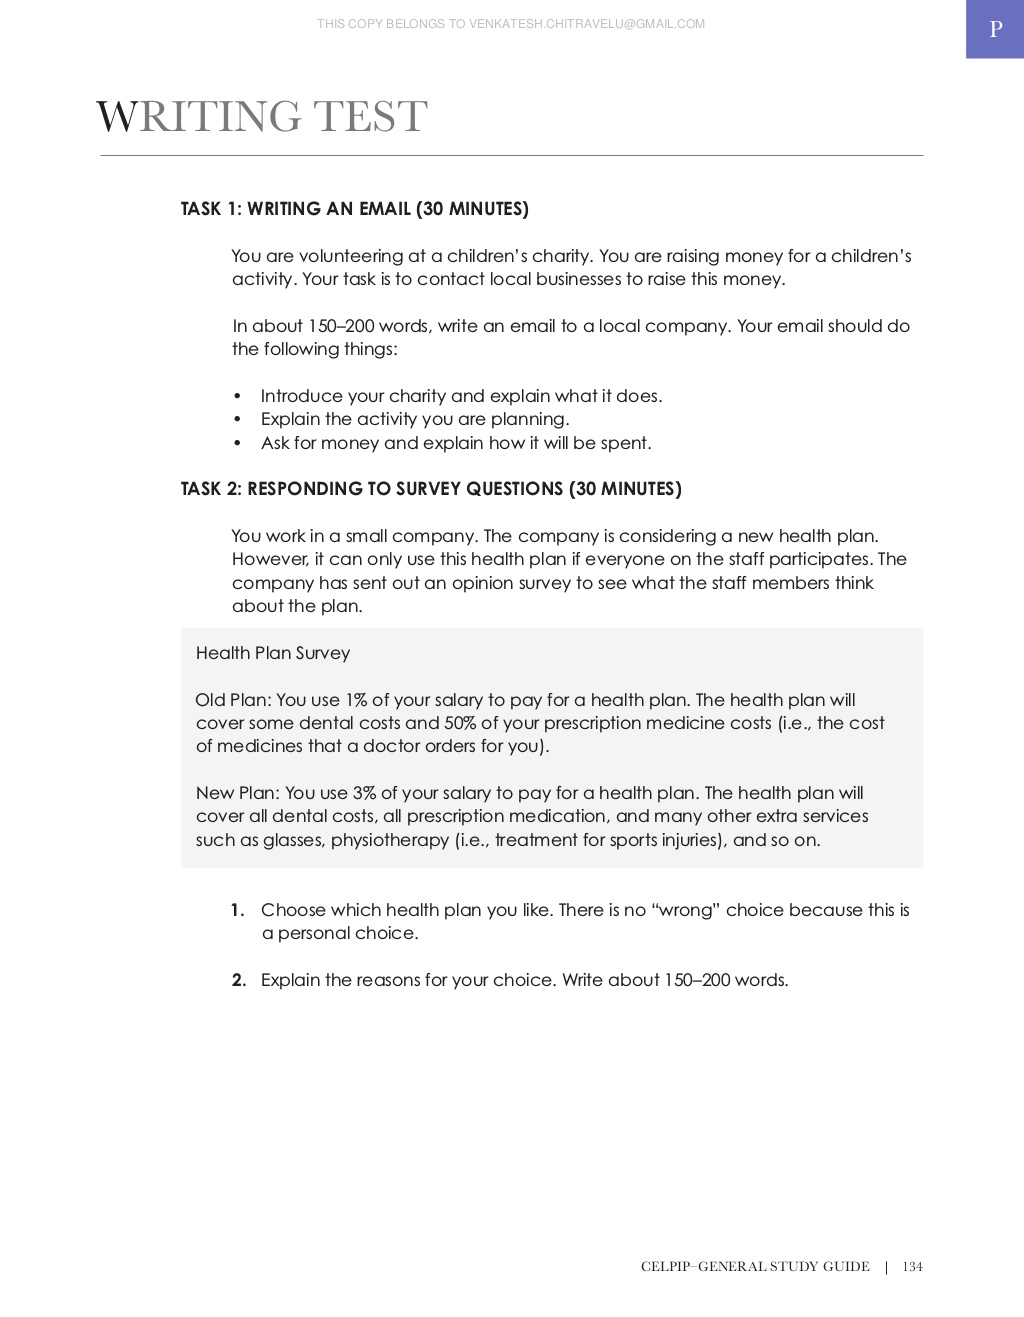 THIS COPY BELONGS TO VENKATESH.CHITRAVELU@GMAIL.COM
P
WRITING TEST
TASK 1: WRITING AN EMAIL (30 MINUTES)
You are volunteering at a children’s charity. You are raising money for a children’s
activity. Your task is to contact local businesses to raise this money.
In about 150–200 words, write an email to a local company. Your email should do
the following things:
• Introduce your charity and explain what it does.
• Explain the activity you are planning.
• Ask for money and explain how it will be spent.
TASK 2: RESPONDING TO SURVEY QUESTIONS (30 MINUTES)
You work in a small company. The company is considering a new health plan.
However, it can only use this health plan if everyone on the staff participates. The
company has sent out an opinion survey to see what the staff members think
about the plan.
Health Plan Survey
Old Plan: You use 1% of your salary to pay for a health plan. The health plan will
cover some dental costs and 50% of your prescription medicine costs (i.e., the cost
of medicines that a doctor orders for you).
New Plan: You use 3% of your salary to pay for a health plan. The health plan will
cover all dental costs, all prescription medication, and many other extra services
such as glasses, physiotherapy (i.e., treatment for sports injuries), and so on.
1. Choose which health plan you like. There is no “wrong” choice because this is
a personal choice.
2. Explain the reasons for your choice. Write about 150–200 words.
CELPIP–GENERAL STUDY GUIDE | 134